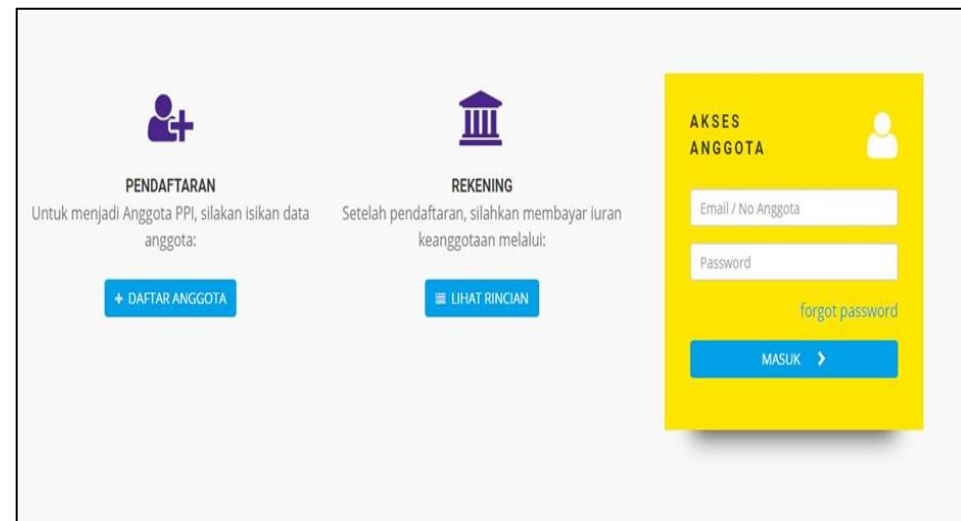 PENDAFTARAN
Untuk menjadi Anggota PPI, silakan isikan data
anggota:
+ DAFTAR ANGGOTA
REKENING
Setelah pendaftaran, silahkan membayar iuran
keanggotaan melalui:
LIHAT RINCIAN
AKSES
ANGGOTA
Email / No Anggota
Password
forgot password
MASUK